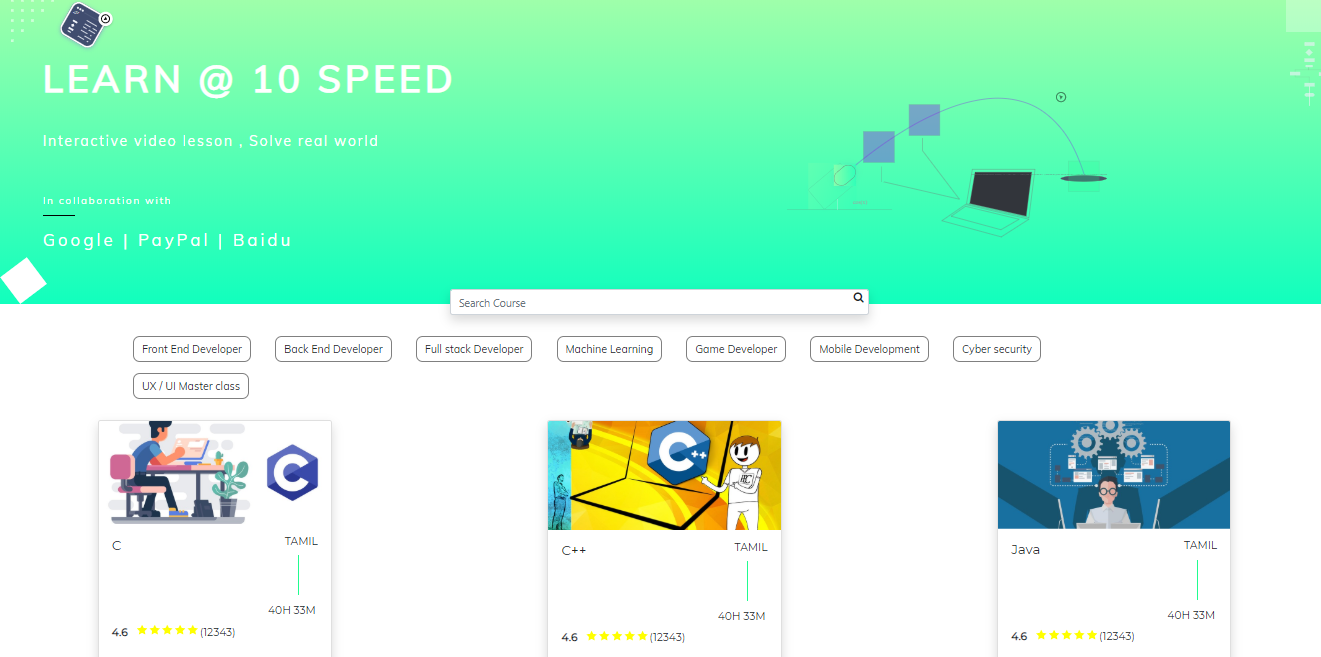 LEARN @ 10 SPEED
Interactive video lesson , Solve real world
In collaboration with
Google | PayPal | Baidu
Search Course
Front End Developer
Back End Developer
Full stack Developer
Machine Learning
Game Developer
Mobile Development
Cyber security
UX / UI Master class
C
C
TAMIL
40H 33M
4.6 (12343)
C++
C++
TAMIL
40H 33M
4.6 (12343)
Java
TAMIL
40H 33M
4.6 (12343)